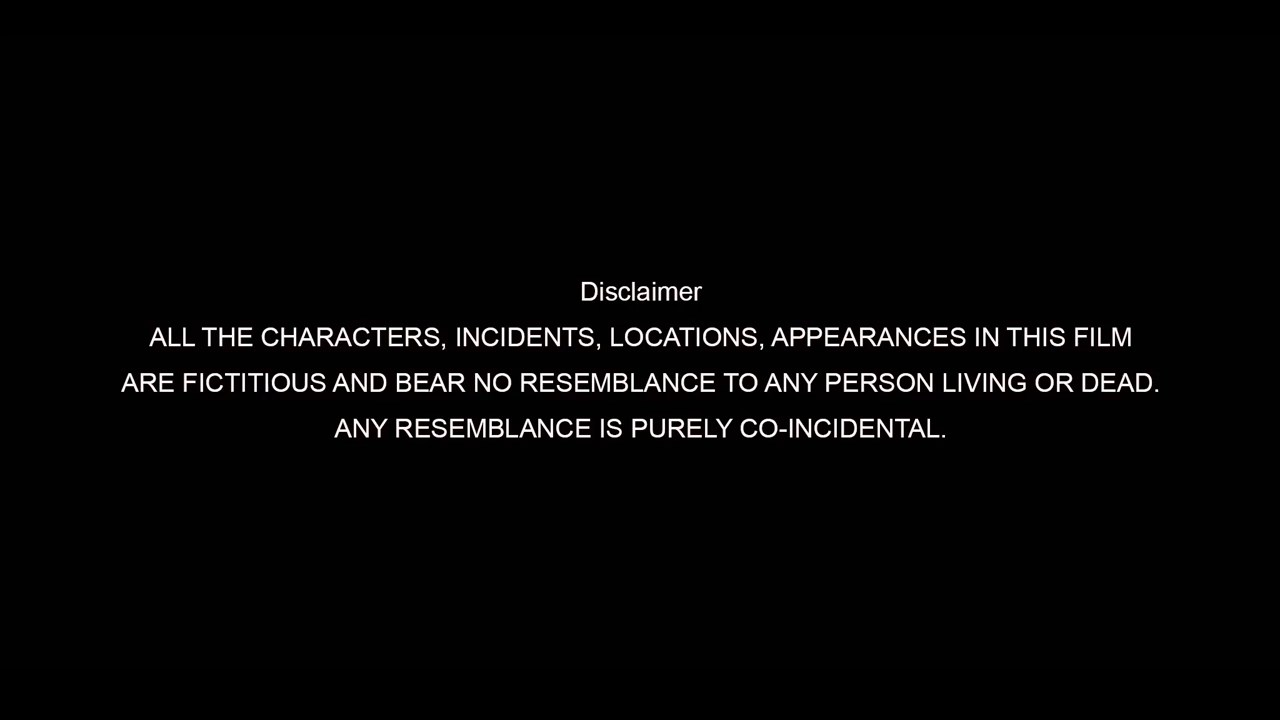 Disclaimer
ALL THE CHARACTERS, INCIDENTS, LOCATIONS, APPEARANCES IN THIS FILM
ARE FICTITIOUS AND BEAR NO RESEMBLANCE TO ANY PERSON LIVING OR DEAD.
ANY RESEMBLANCE IS PURELY CO-INCIDENTAL.